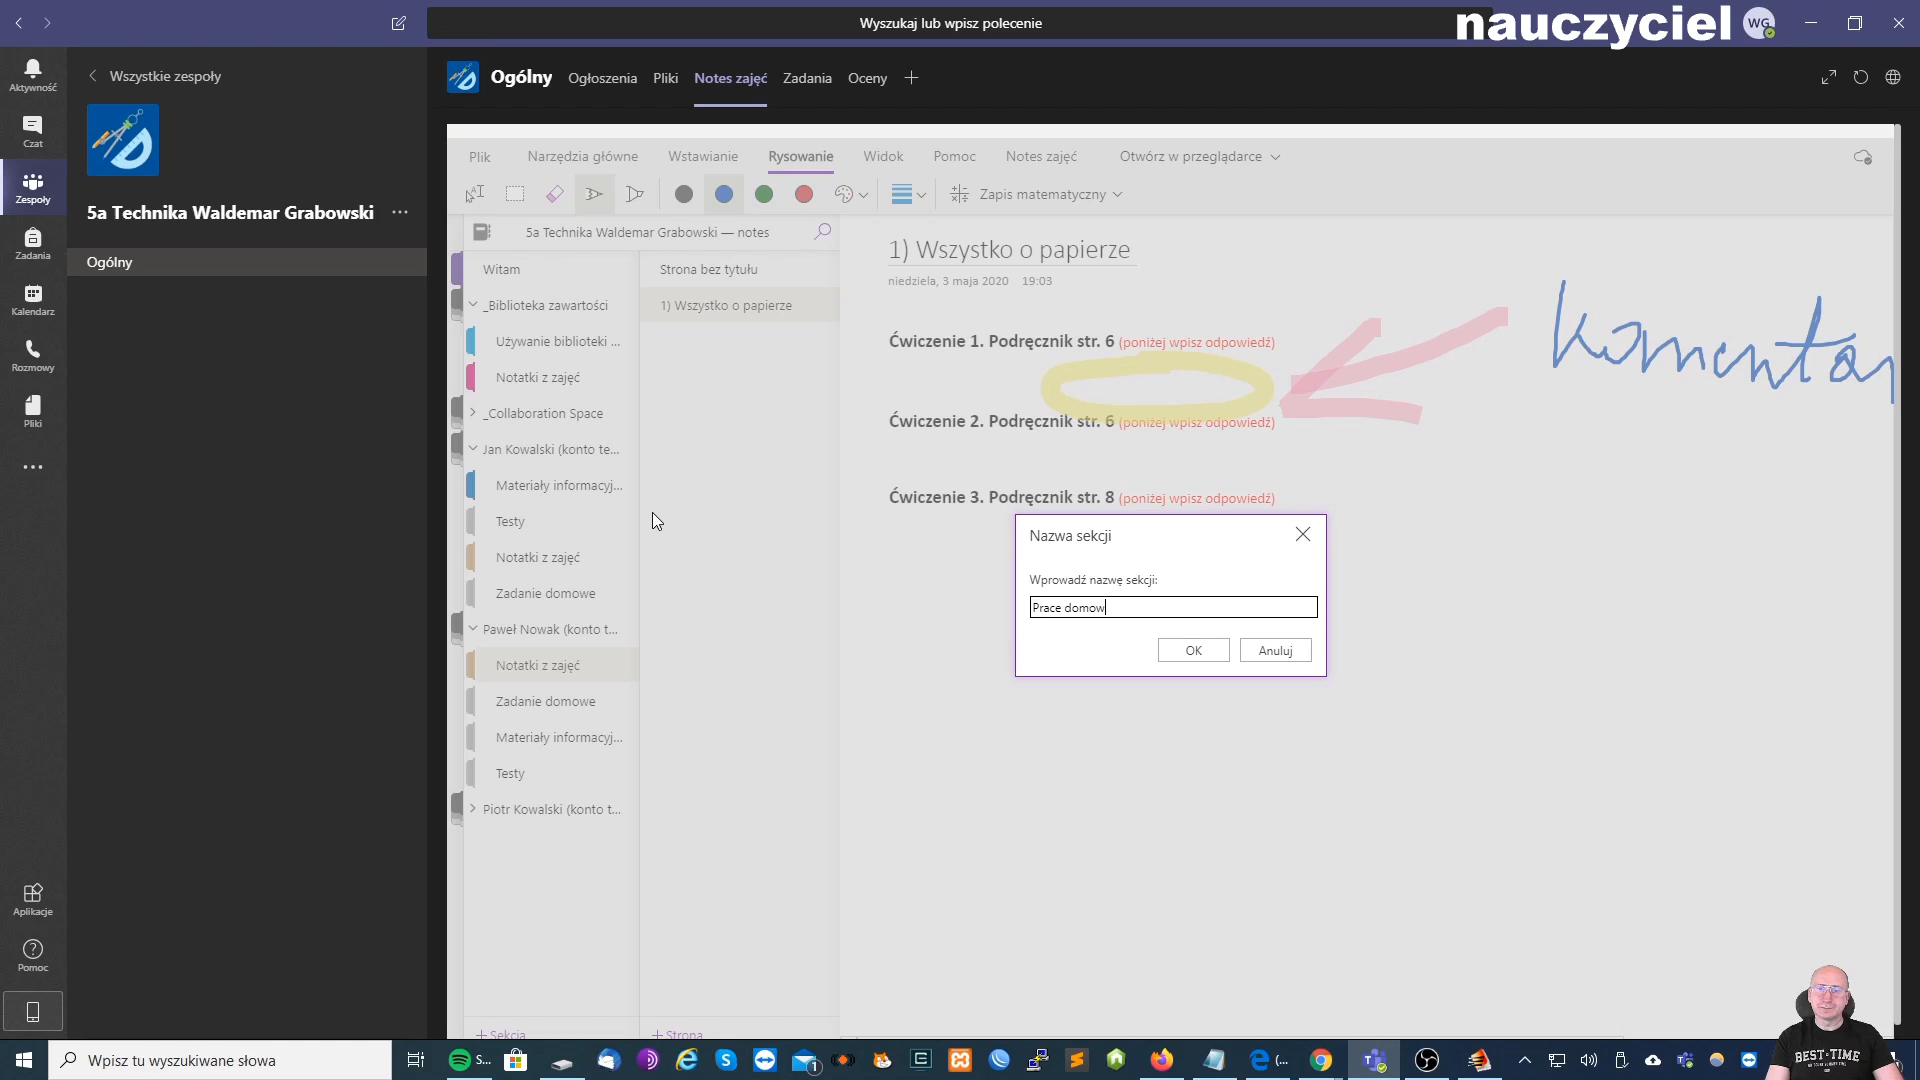 Wyszukaj lub wpisz polecenie
nauczyciel
WG
Aktywność
Czat
Zespoły
Zadania
Kalendarz
Rozmowy
Pliki
Aplikacje
Pomoc
Wszystkie zespoły
5a Technika Waldemar Grabowski
Ogólny
Ogólny Ogłoszenia Pliki Notes zajęć Zadania Oceny
Plik Narzędzia główne Wstawianie Rysowanie Widok Pomoc Notes zajęć Otwórz w przeglądarce
Zapis matematyczny
5a Technika Waldemar Grabowski — notes
Witam
_Biblioteka zawartości
Używanie biblioteki ...
Notatki z zajęć
_Collaboration Space
Jan Kowalski (konto te...
Materiały informacyj...
Testy
Notatki z zajęć
Zadanie domowe
Paweł Nowak (konto t...
Notatki z zajęć
Zadanie domowe
Materiały informacyj...
Testy
Piotr Kowalski (konto t...
Sekcja
Strona bez tytułu
1) Wszystko o papierze
Strona
1) Wszystko o papierze
niedziela, 3 maja 2020 19:03
Ćwiczenie 1. Podręcznik str. 6 (poniżej wpisz odpowiedź)
Ćwiczenie 2. Podręcznik str. 6 (poniżej wpisz odpowiedź)
Ćwiczenie 3. Podręcznik str. 8 (poniżej wpisz odpowiedź)
komentar
Nazwa sekcji
Wprowadź nazwę sekcji:
Prace domow
OK Anuluj
Wpisz tu wyszukiwane słowa
S...
1
(...
BEST-TIME